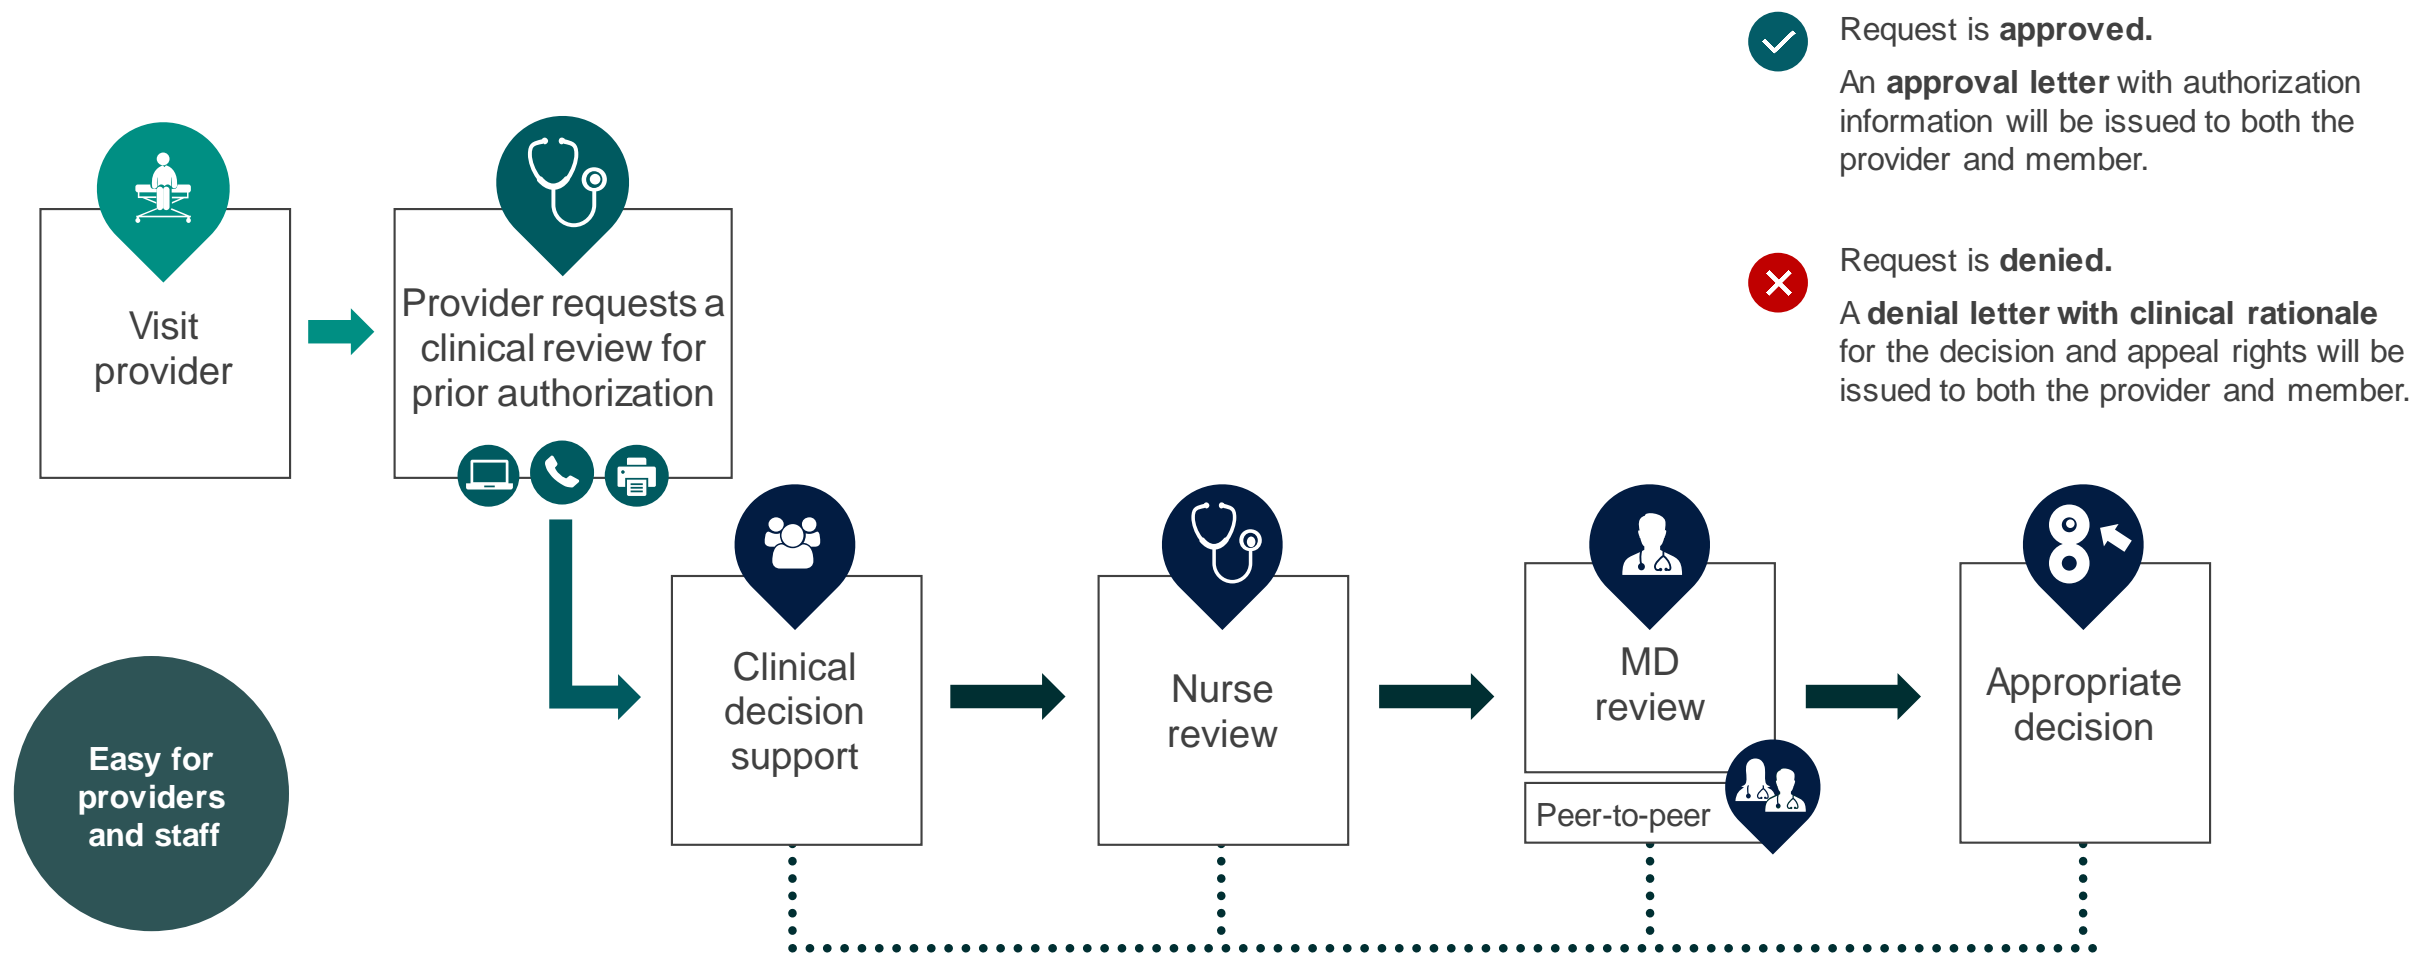 Request is approved.
An approval letter with authorization
information will be issued to both the
provider and member.
Request is denied.
A denial letter with clinical rationale
for the decision and appeal rights will be
issued to both the provider and member.
Visit
provider
Provider requests a
clinical review for
prior authorization
Clinical
decision
support
Nurse
review
MD
review
Peer-to-peer
Appropriate
decision
Easy for
providers
and staff